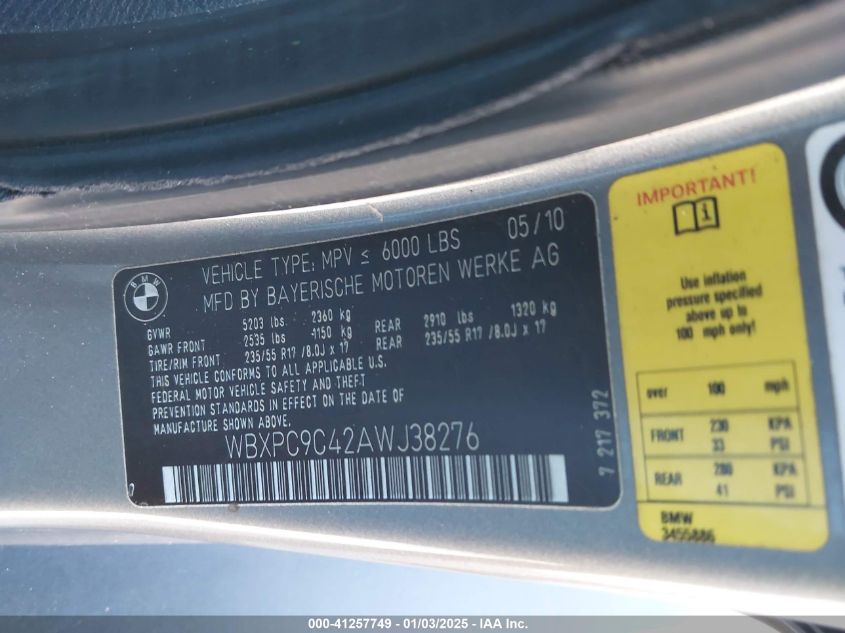 BMW
VEHICLE TYPE: MPV ≤ 6000 LBS 05/10
MFD BY BAYERISCHE MOTOREN WERKE AG
GVWR 5203 lbs 2360 kg
GAWR FRONT 2535 lbs 1150 kg REAR 2910 lbs 1320 kg
TIRE/RIM FRONT 235/55 R17 /8.0J x 17 REAR 235/55 R17 /8.0J x 17
THIS VEHICLE CONFORMS TO ALL APPLICABLE U.S.
FEDERAL MOTOR VEHICLE SAFETY AND THEFT
PREVENTION STANDARDS IN EFFECT ON THE DATE OF
MANUFACTURE SHOWN ABOVE.
WBXPC9C42AWJ38276
7 217 372
IMPORTANT!
i
Use inflation
pressure specified
above up to
100 mph only!
over 100 mph
FRONT 230 KPA
33 PSI
REAR 280 KPA
41 PSI
BMW
3455886
000-41257749 - 01/03/2025 - IAA Inc.